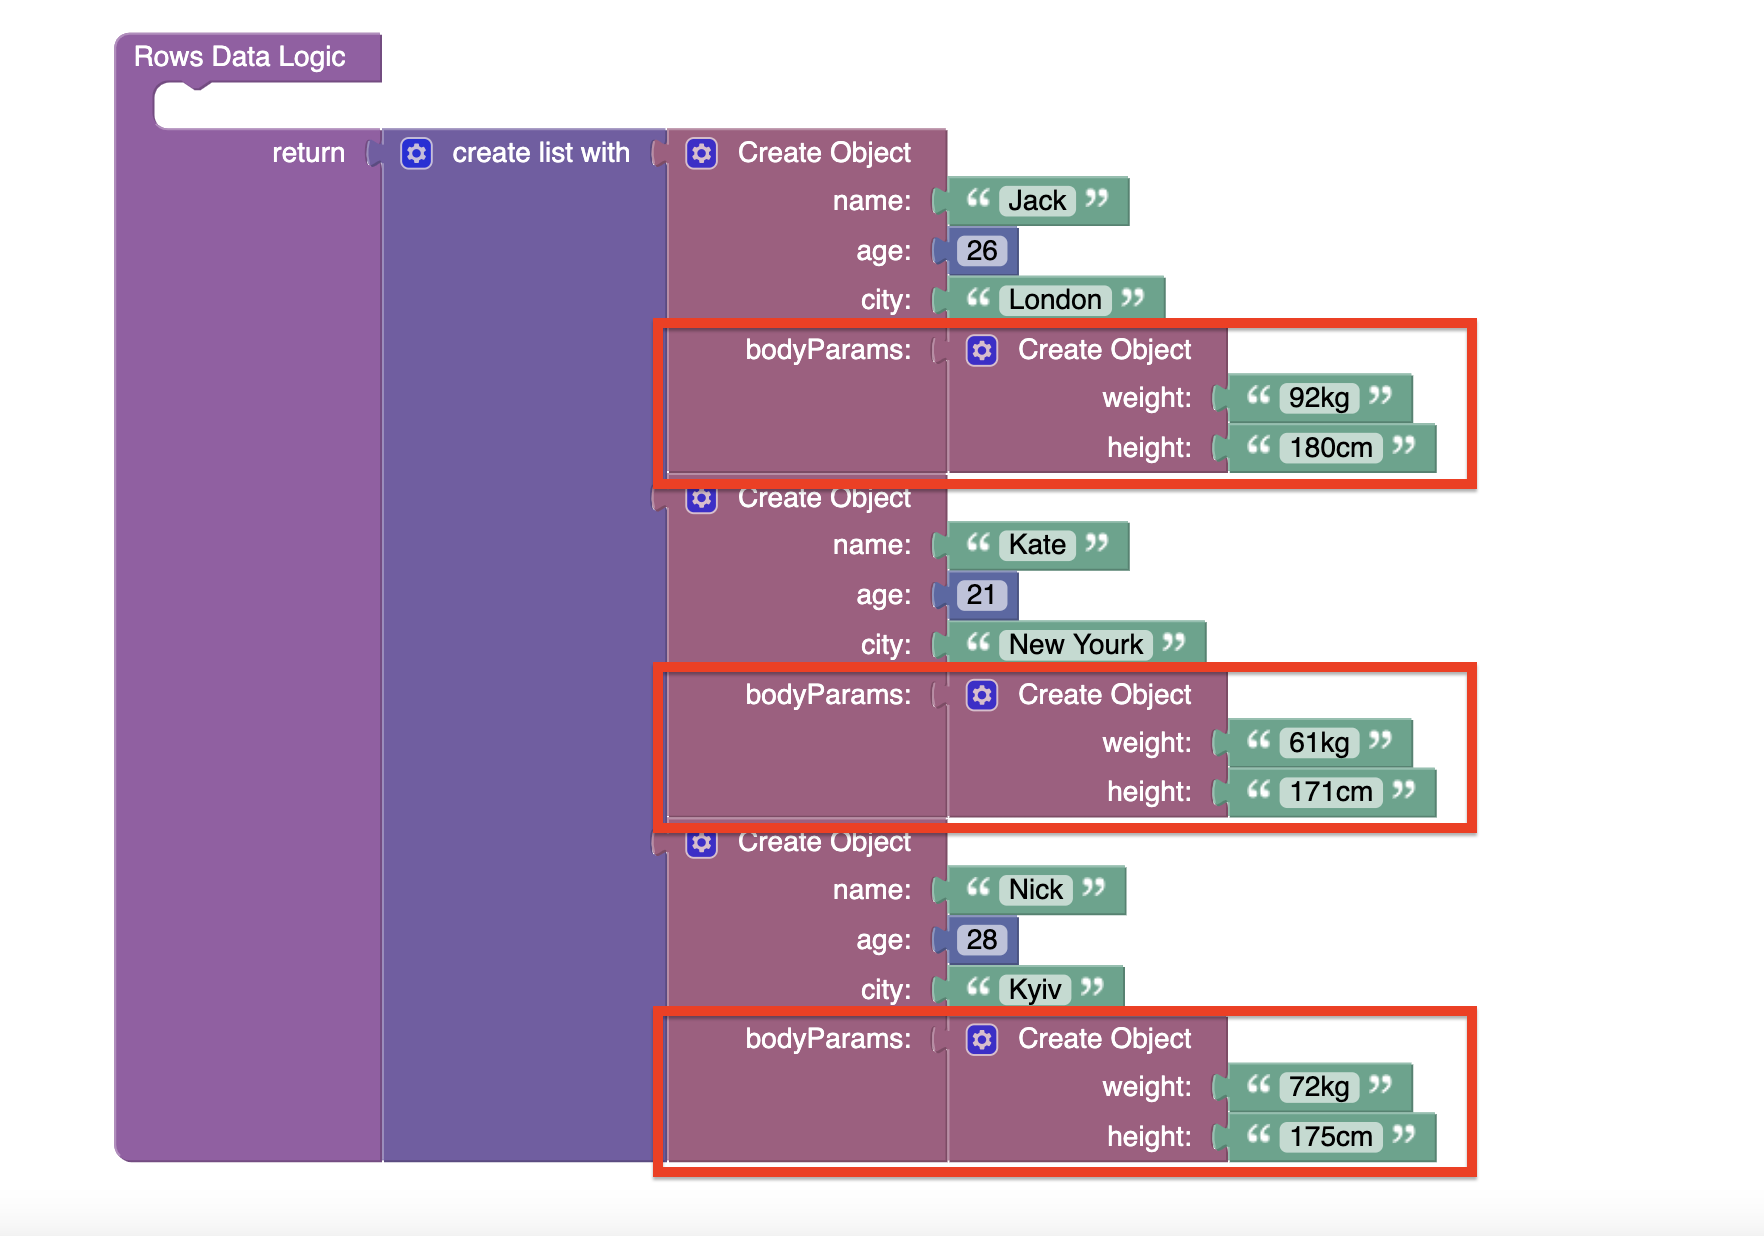 Rows Data Logic
return create list with Create Object
name: “ Jack ”
age: 26
city: “ London ”
bodyParams: Create Object
weight: “ 92kg ”
height: “ 180cm ”
Create Object
name: “ Kate ”
age: 21
city: “ New Yourk ”
bodyParams: Create Object
weight: “ 61kg ”
height: “ 171cm ”
Create Object
name: “ Nick ”
age: 28
city: “ Kyiv ”
bodyParams: Create Object
weight: “ 72kg ”
height: “ 175cm ”